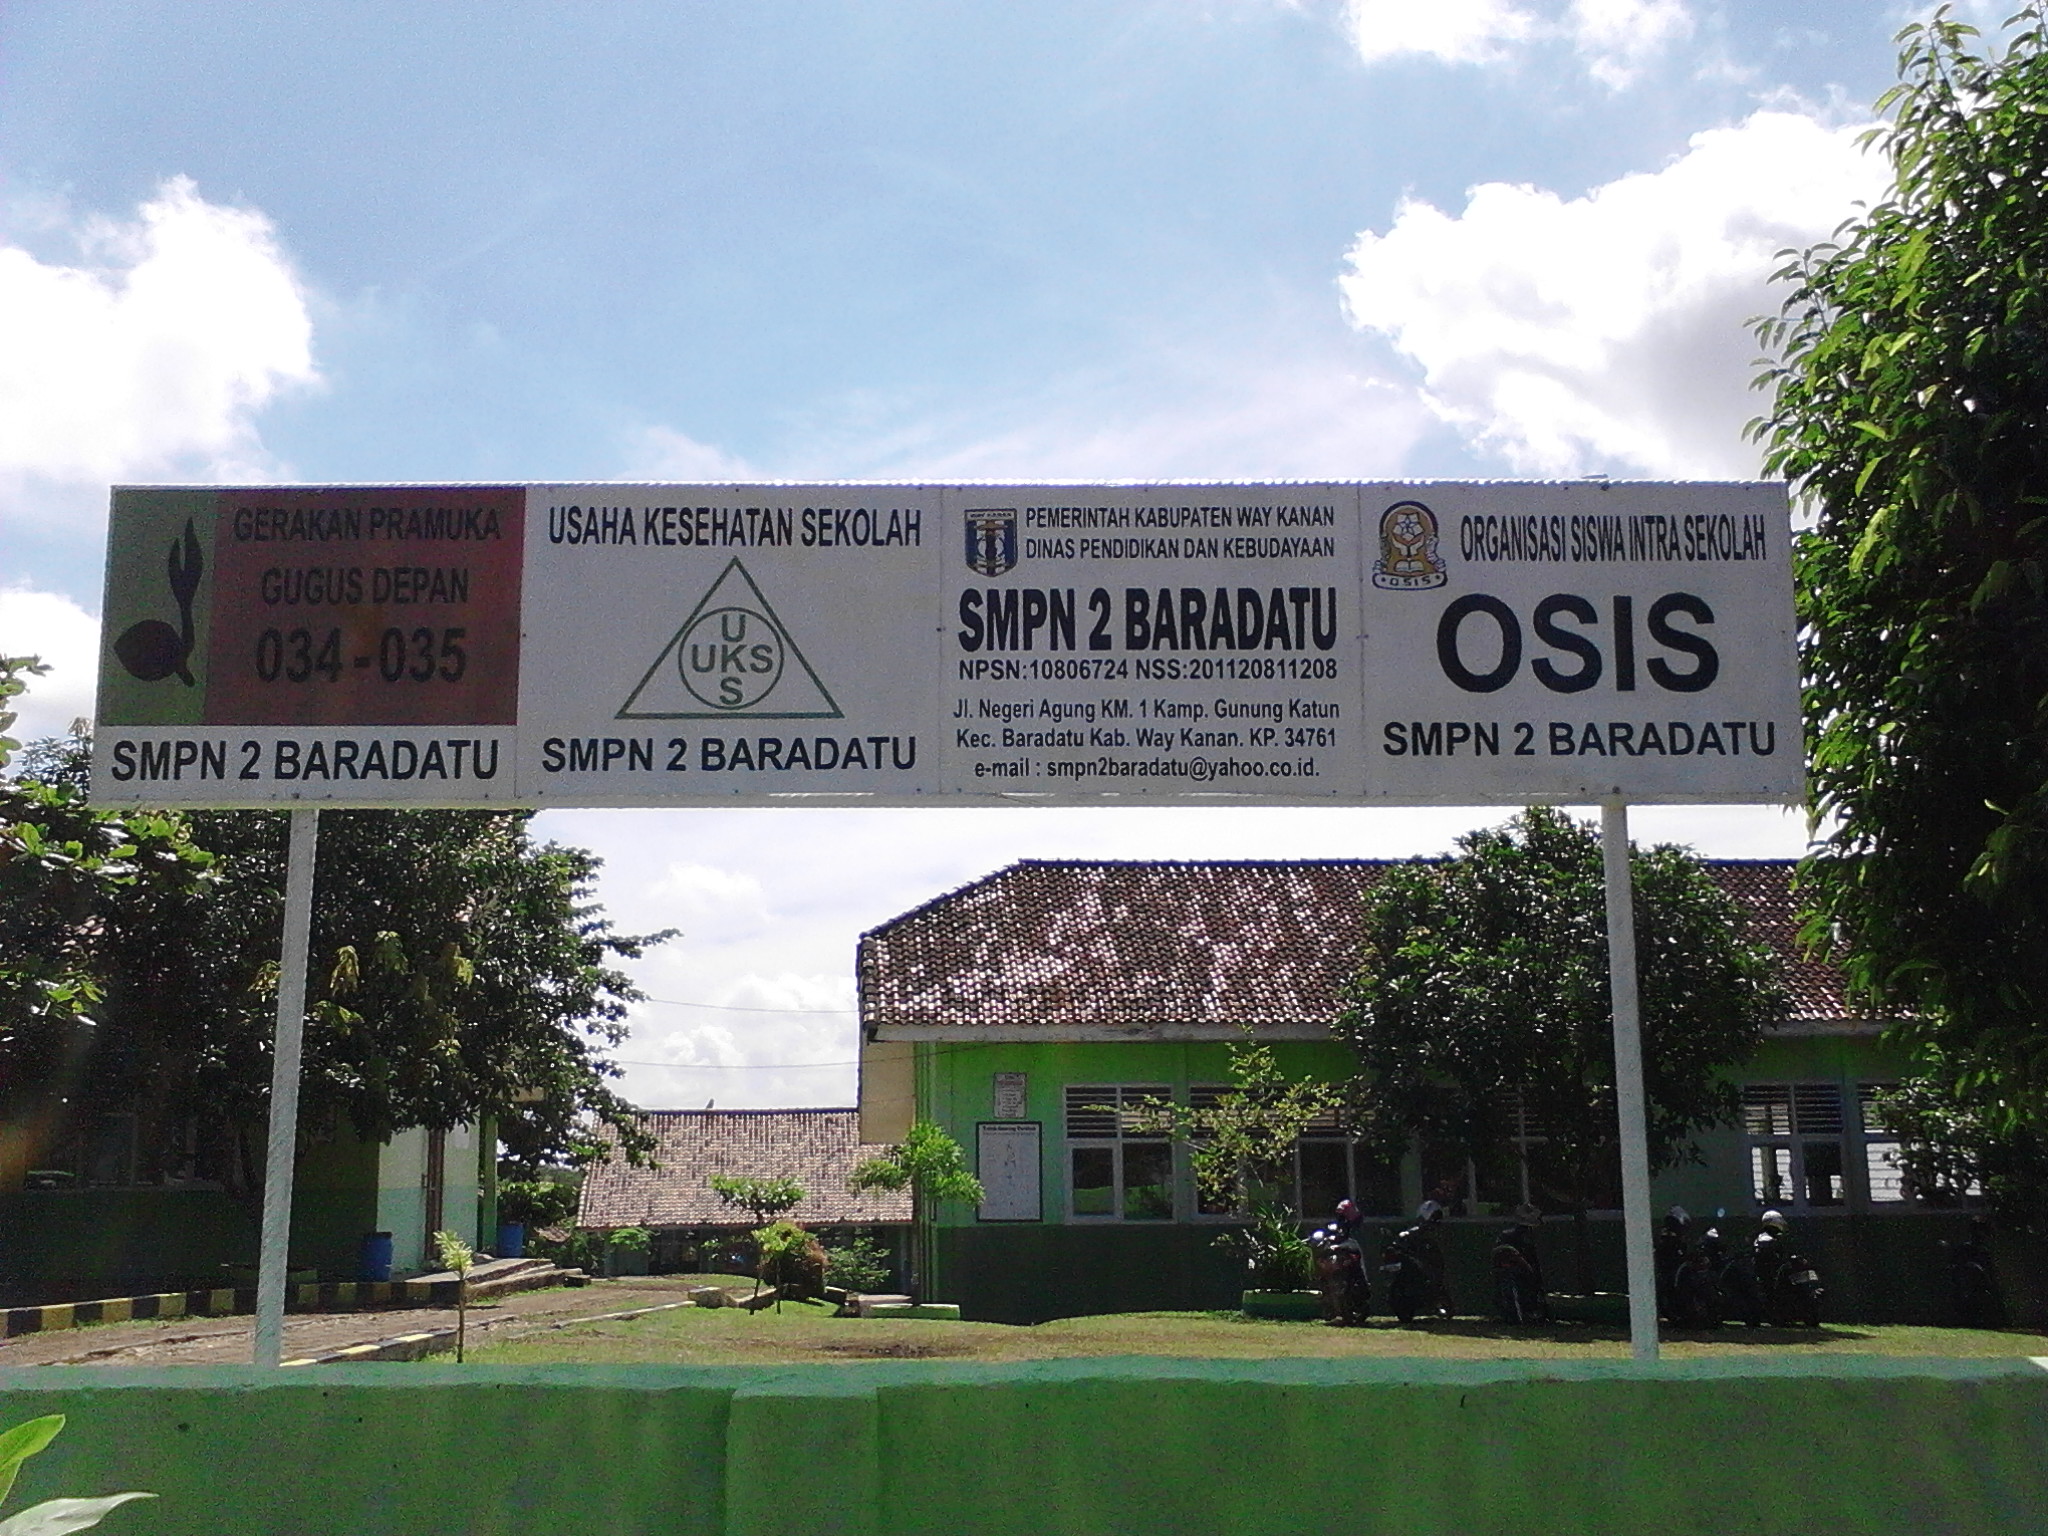 GERAKAN PRAMUKA
GUGUS DEPAN
034 - 035
SMPN 2 BARADATU
USAHA KESEHATAN SEKOLAH
U
UKS
S
SMPN 2 BARADATU
WAY KANAN
PEMERINTAH KABUPATEN WAY KANAN
DINAS PENDIDIKAN DAN KEBUDAYAAN
SMPN 2 BARADATU
NPSN:10806724 NSS:201120811208
Jl. Negeri Agung KM. 1 Kamp. Gunung Katun
Kec. Baradatu Kab. Way Kanan. KP. 34761
e-mail : smpn2baradatu@yahoo.co.id.
OSIS
ORGANISASI SISWA INTRA SEKOLAH
OSIS
SMPN 2 BARADATU